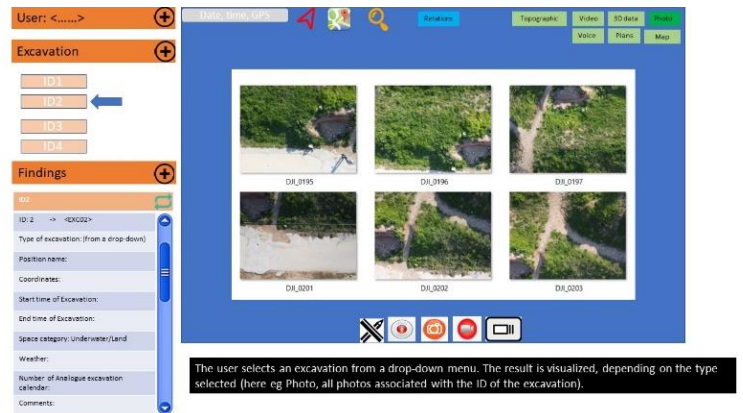 User: <......>
Date, time, GPS
Relations
Topographic
Video
3D data
Photo
Voice
Plans
Map
Excavation
ID1
ID2
ID3
ID4
Findings
ID2
ID: 2 -> <EXC02>
Type of excavation: (from a drop-down)
Position name:
Coordinates:
Start time of Excavation:
End time of Excavation:
Space category: Underwater/Land
Weather:
Number of Analogue excavation
calendar:
Comments:
DJI_0195
DJI_0196
DJI_0197
DJI_0201
DJI_0202
DJI_0203
The user selects an excavation from a drop-down menu. The result is visualized, depending on the type
selected (here eg Photo, all photos associated with the ID of the excavation).